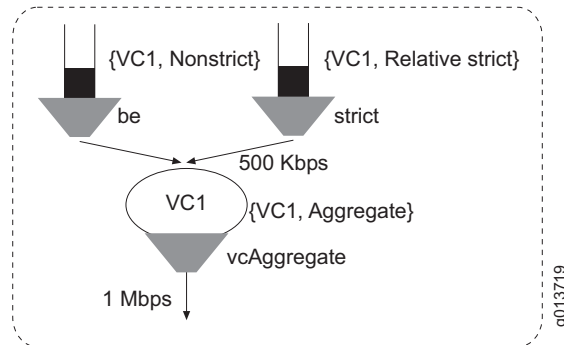 {VC1, Nonstrict}
{VC1, Relative strict}
be
strict
500 Kbps
VC1
{VC1, Aggregate}
vcAggregate
1 Mbps
g013719